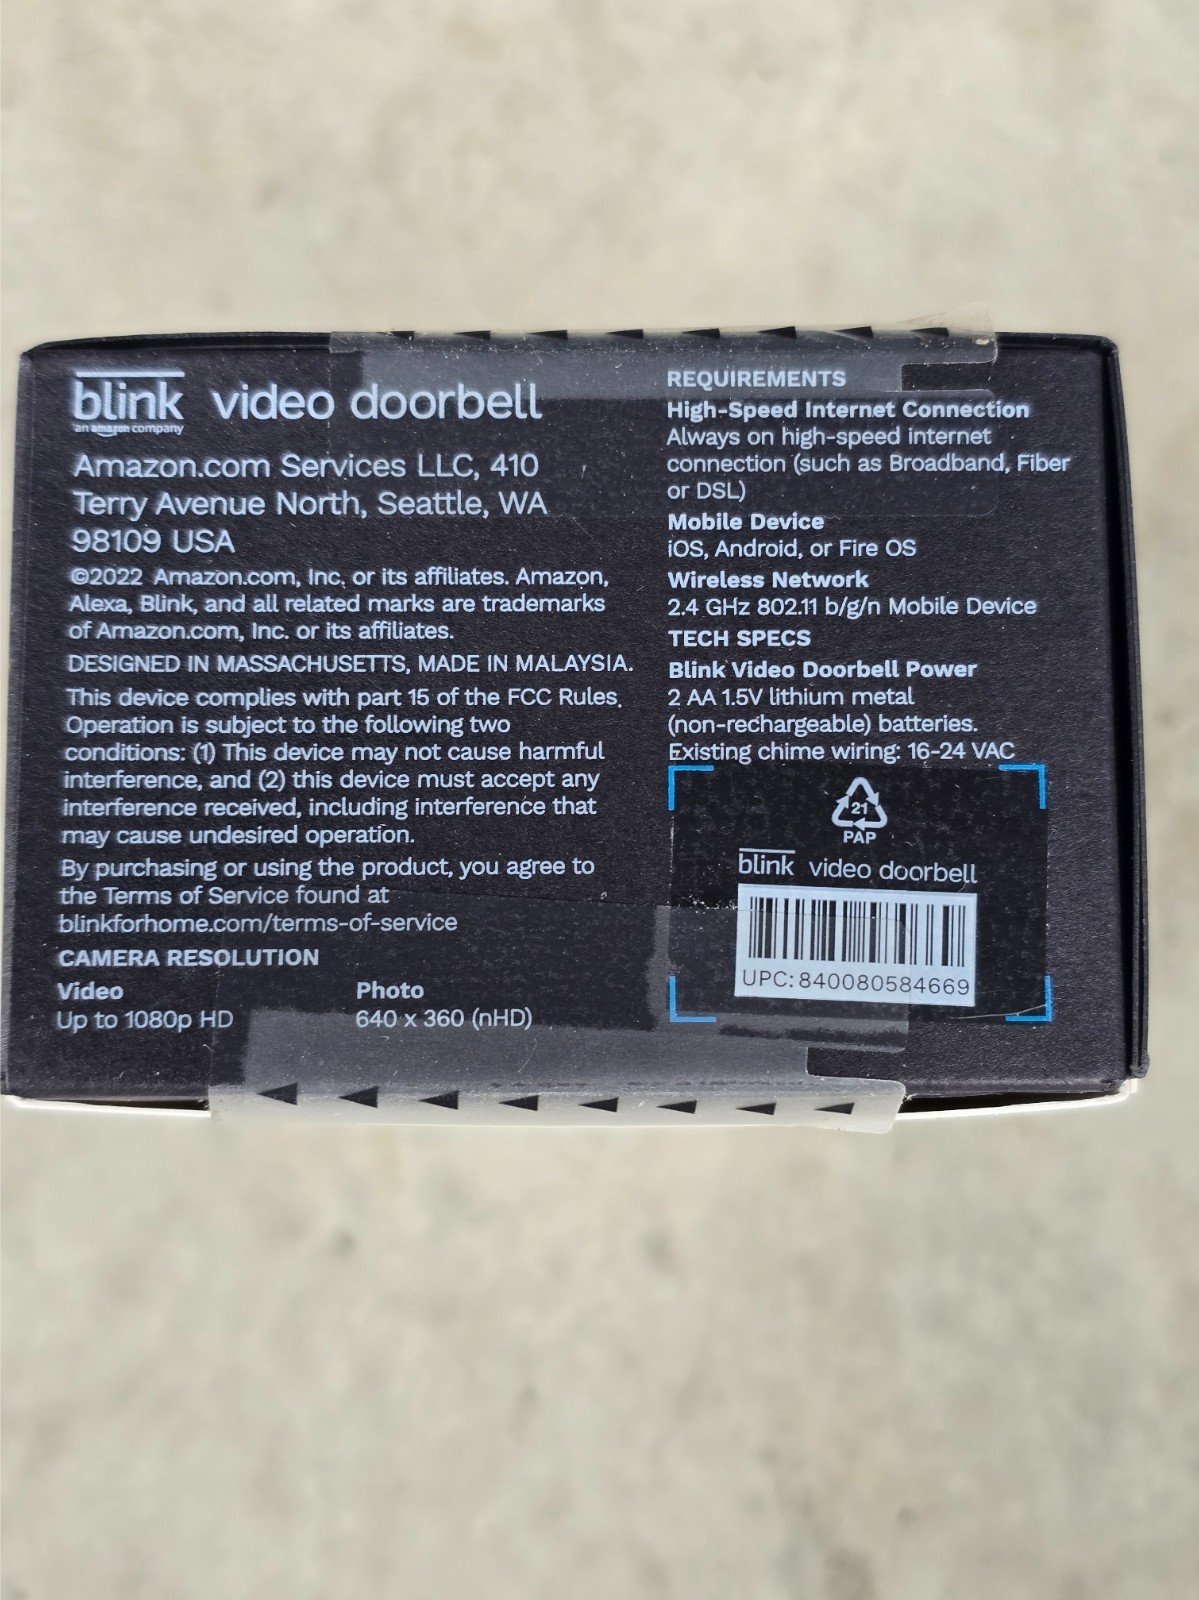 blink video doorbell
an amazon company
Amazon.com Services LLC, 410
Terry Avenue North, Seattle, WA
98109 USA
©2022 Amazon.com, Inc. or its affiliates. Amazon,
Alexa, Blink, and all related marks are trademarks
of Amazon.com, Inc. or its affiliates.
DESIGNED IN MASSACHUSETTS, MADE IN MALAYSIA.
This device complies with part 15 of the FCC Rules.
Operation is subject to the following two
conditions: (1) This device may not cause harmful
interference, and (2) this device must accept any
interference received, including interference that
may cause undesired operation.
By purchasing or using the product, you agree to
the Terms of Service found at
blinkforhome.com/terms-of-service
CAMERA RESOLUTION
Video Photo
Up to 1080p HD 640 x 360 (nHD)
REQUIREMENTS
High-Speed Internet Connection
Always on high-speed internet
connection (such as Broadband, Fiber
or DSL)
Mobile Device
iOS, Android, or Fire OS
Wireless Network
2.4 GHz 802.11 b/g/n Mobile Device
TECH SPECS
Blink Video Doorbell Power
2 AA 1.5V lithium metal
(non-rechargeable) batteries.
Existing chime wiring: 16-24 VAC
21
PAP
blink video doorbell
UPC: 840080584669